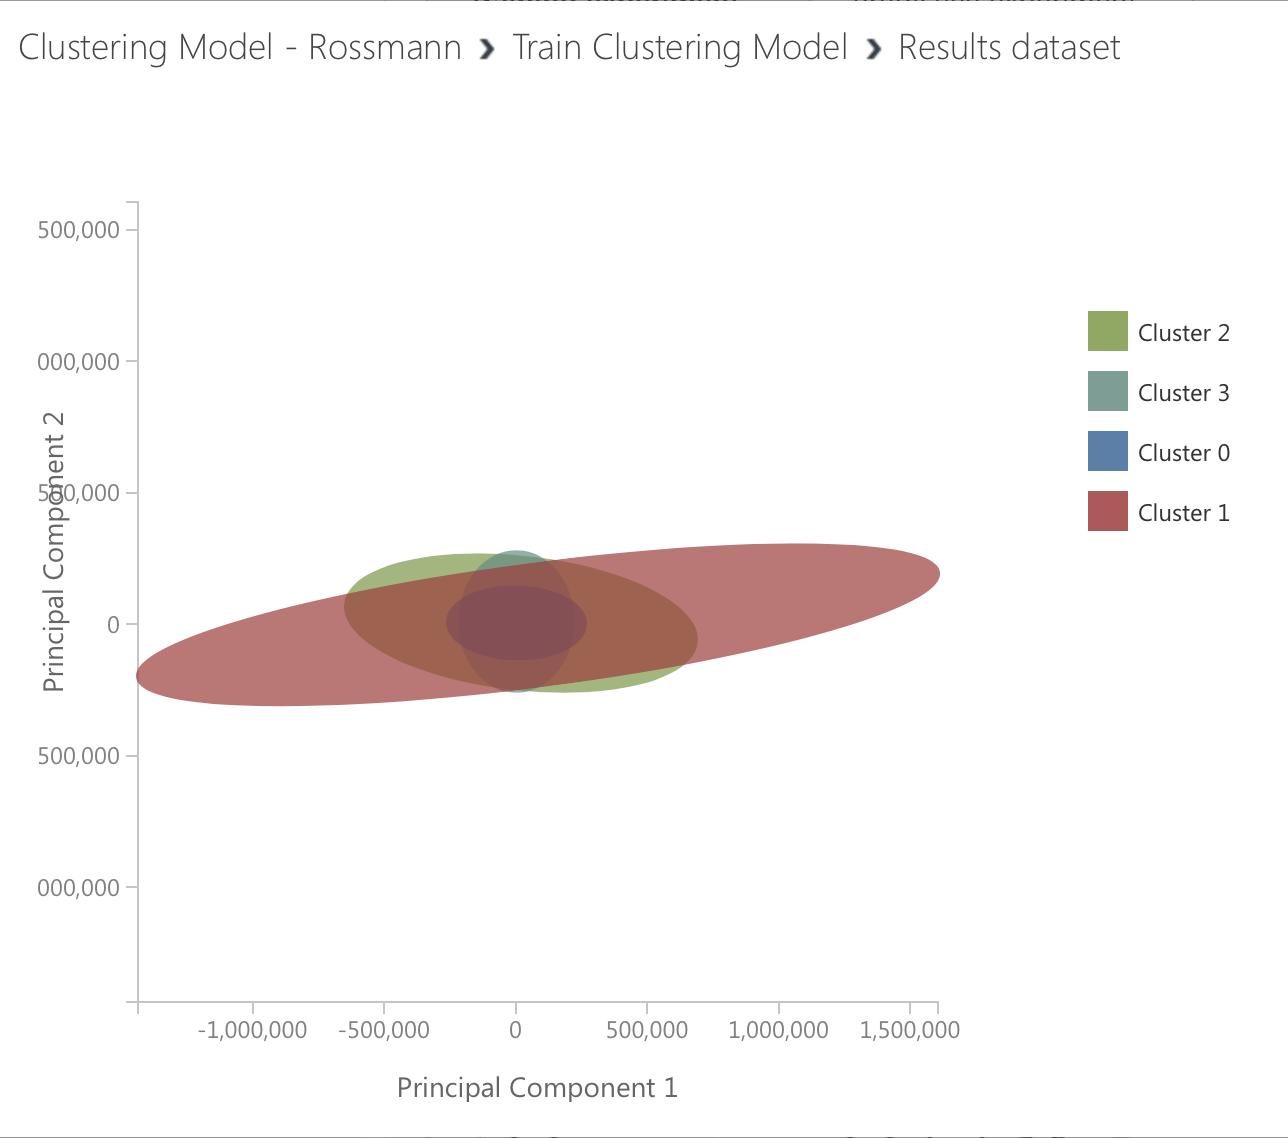 Clustering Model - Rossmann › Train Clustering Model › Results dataset
500,000
000,000
500,000
0
500,000
000,000
Principal Component 2
Cluster 2
Cluster 3
Cluster 0
Cluster 1
-1,000,000 -500,000 0 500,000 1,000,000 1,500,000
Principal Component 1